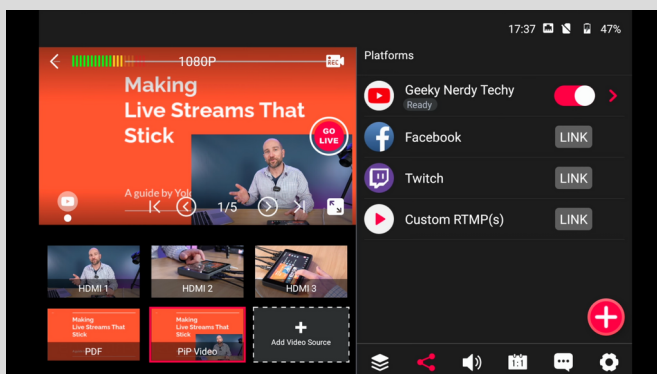 17:37 47%
1080P
REC
Making
Live Streams That
Stick
GO
LIVE
A guide by Yolo
1/5
HDMI 1
HDMI 2
HDMI 3
Making
Live Streams That
Stick
PDF
Making
Live Streams That
Stick
PiP Video
+
Add Video Source
Platforms
Geeky Nerdy Techy
Ready
Facebook
LINK
Twitch
LINK
Custom RTMP(s)
LINK
1:1